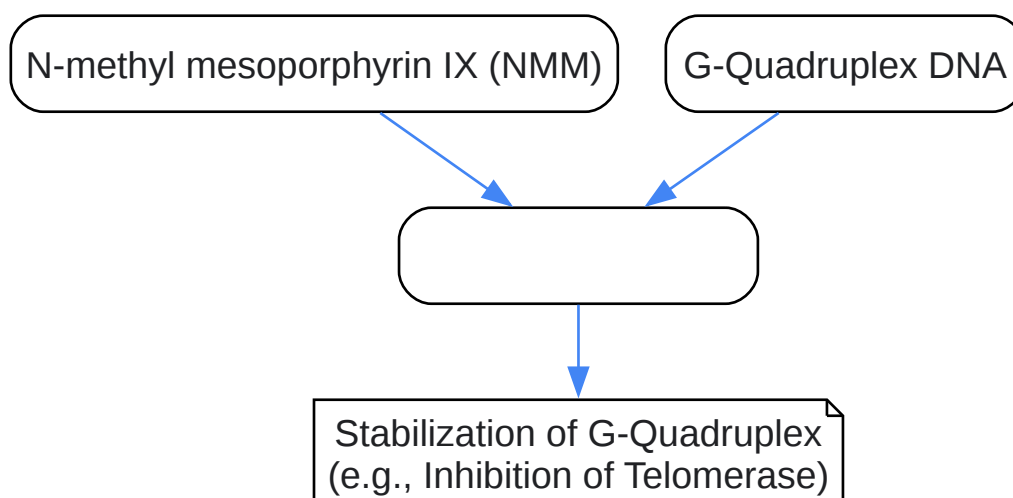 N-methyl mesoporphyrin IX (NMM)
G-Quadruplex DNA
Stabilization of G-Quadruplex
(e.g., Inhibition of Telomerase)